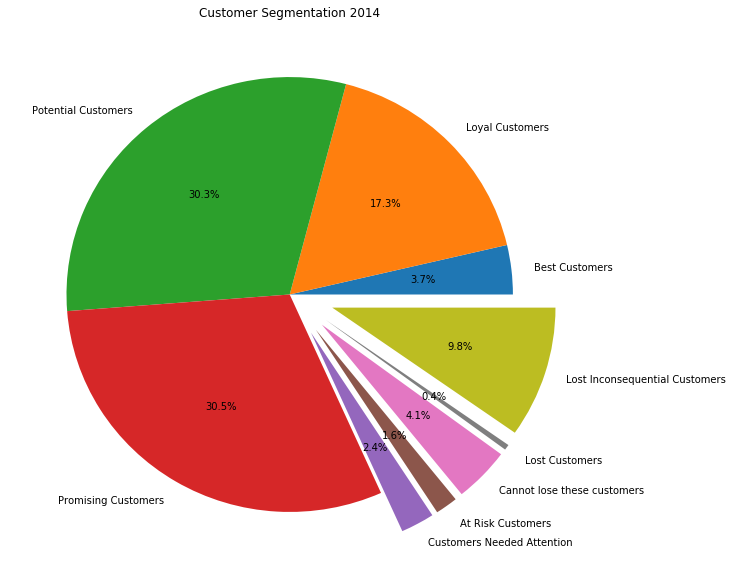 Customer Segmentation 2014
Potential Customers
Loyal Customers
30.3%
17.3%
Best Customers
3.7%
9.8%
Lost Inconsequential Customers
0.4%
30.5%
4.1%
1.6%
2.4%
Lost Customers
Cannot lose these customers
Promising Customers
At Risk Customers
Customers Needed Attention